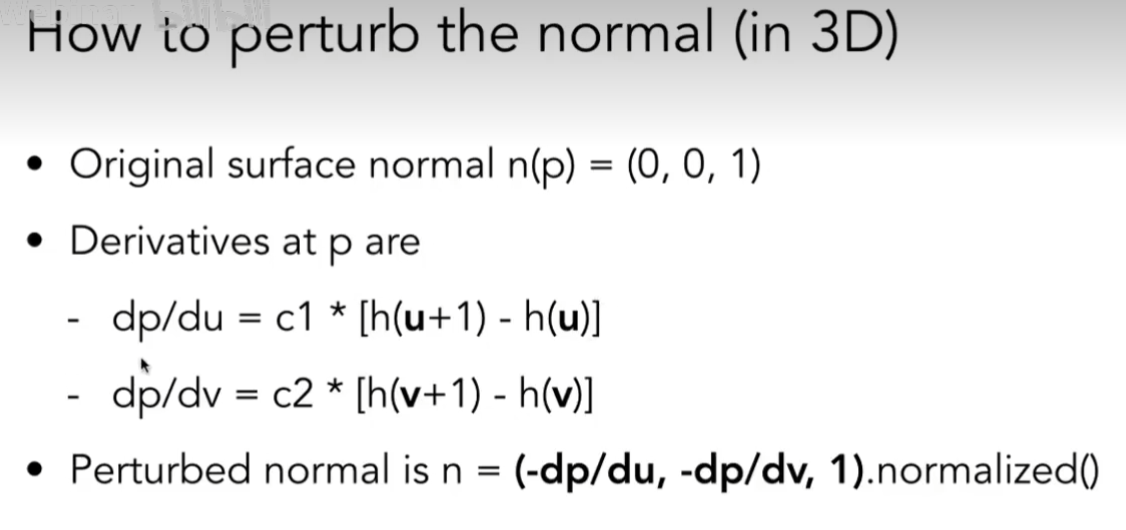 How to perturb the normal (in 3D)
• Original surface normal n(p) = (0, 0, 1)
• Derivatives at p are
- dp/du = c1 * [h(u+1) - h(u)]
- dp/dv = c2 * [h(v+1) - h(v)]
• Perturbed normal is n = (-dp/du, -dp/dv, 1).normalized()